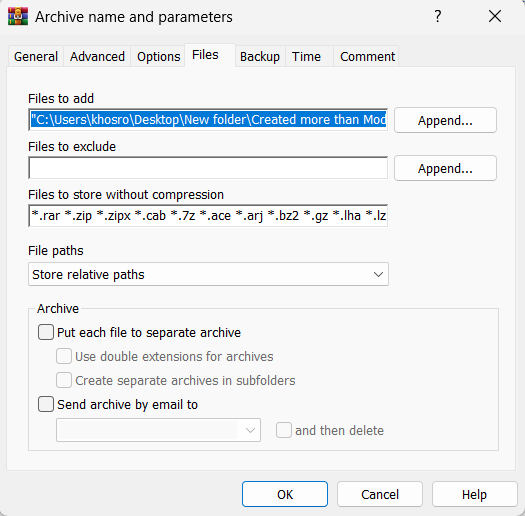 Archive name and parameters ?
General Advanced Options Files Backup Time Comment
Files to add
"C:\Users\khosro\Desktop\New folder\Created more than Mod Append...
Files to exclude
Append...
Files to store without compression
*.rar *.zip *.zipx *.cab *.7z *.ace *.arj *.bz2 *.gz *.lha *.lz
File paths
Store relative paths
Archive
Put each file to separate archive
Use double extensions for archives
Create separate archives in subfolders
Send archive by email to
and then delete
OK Cancel Help